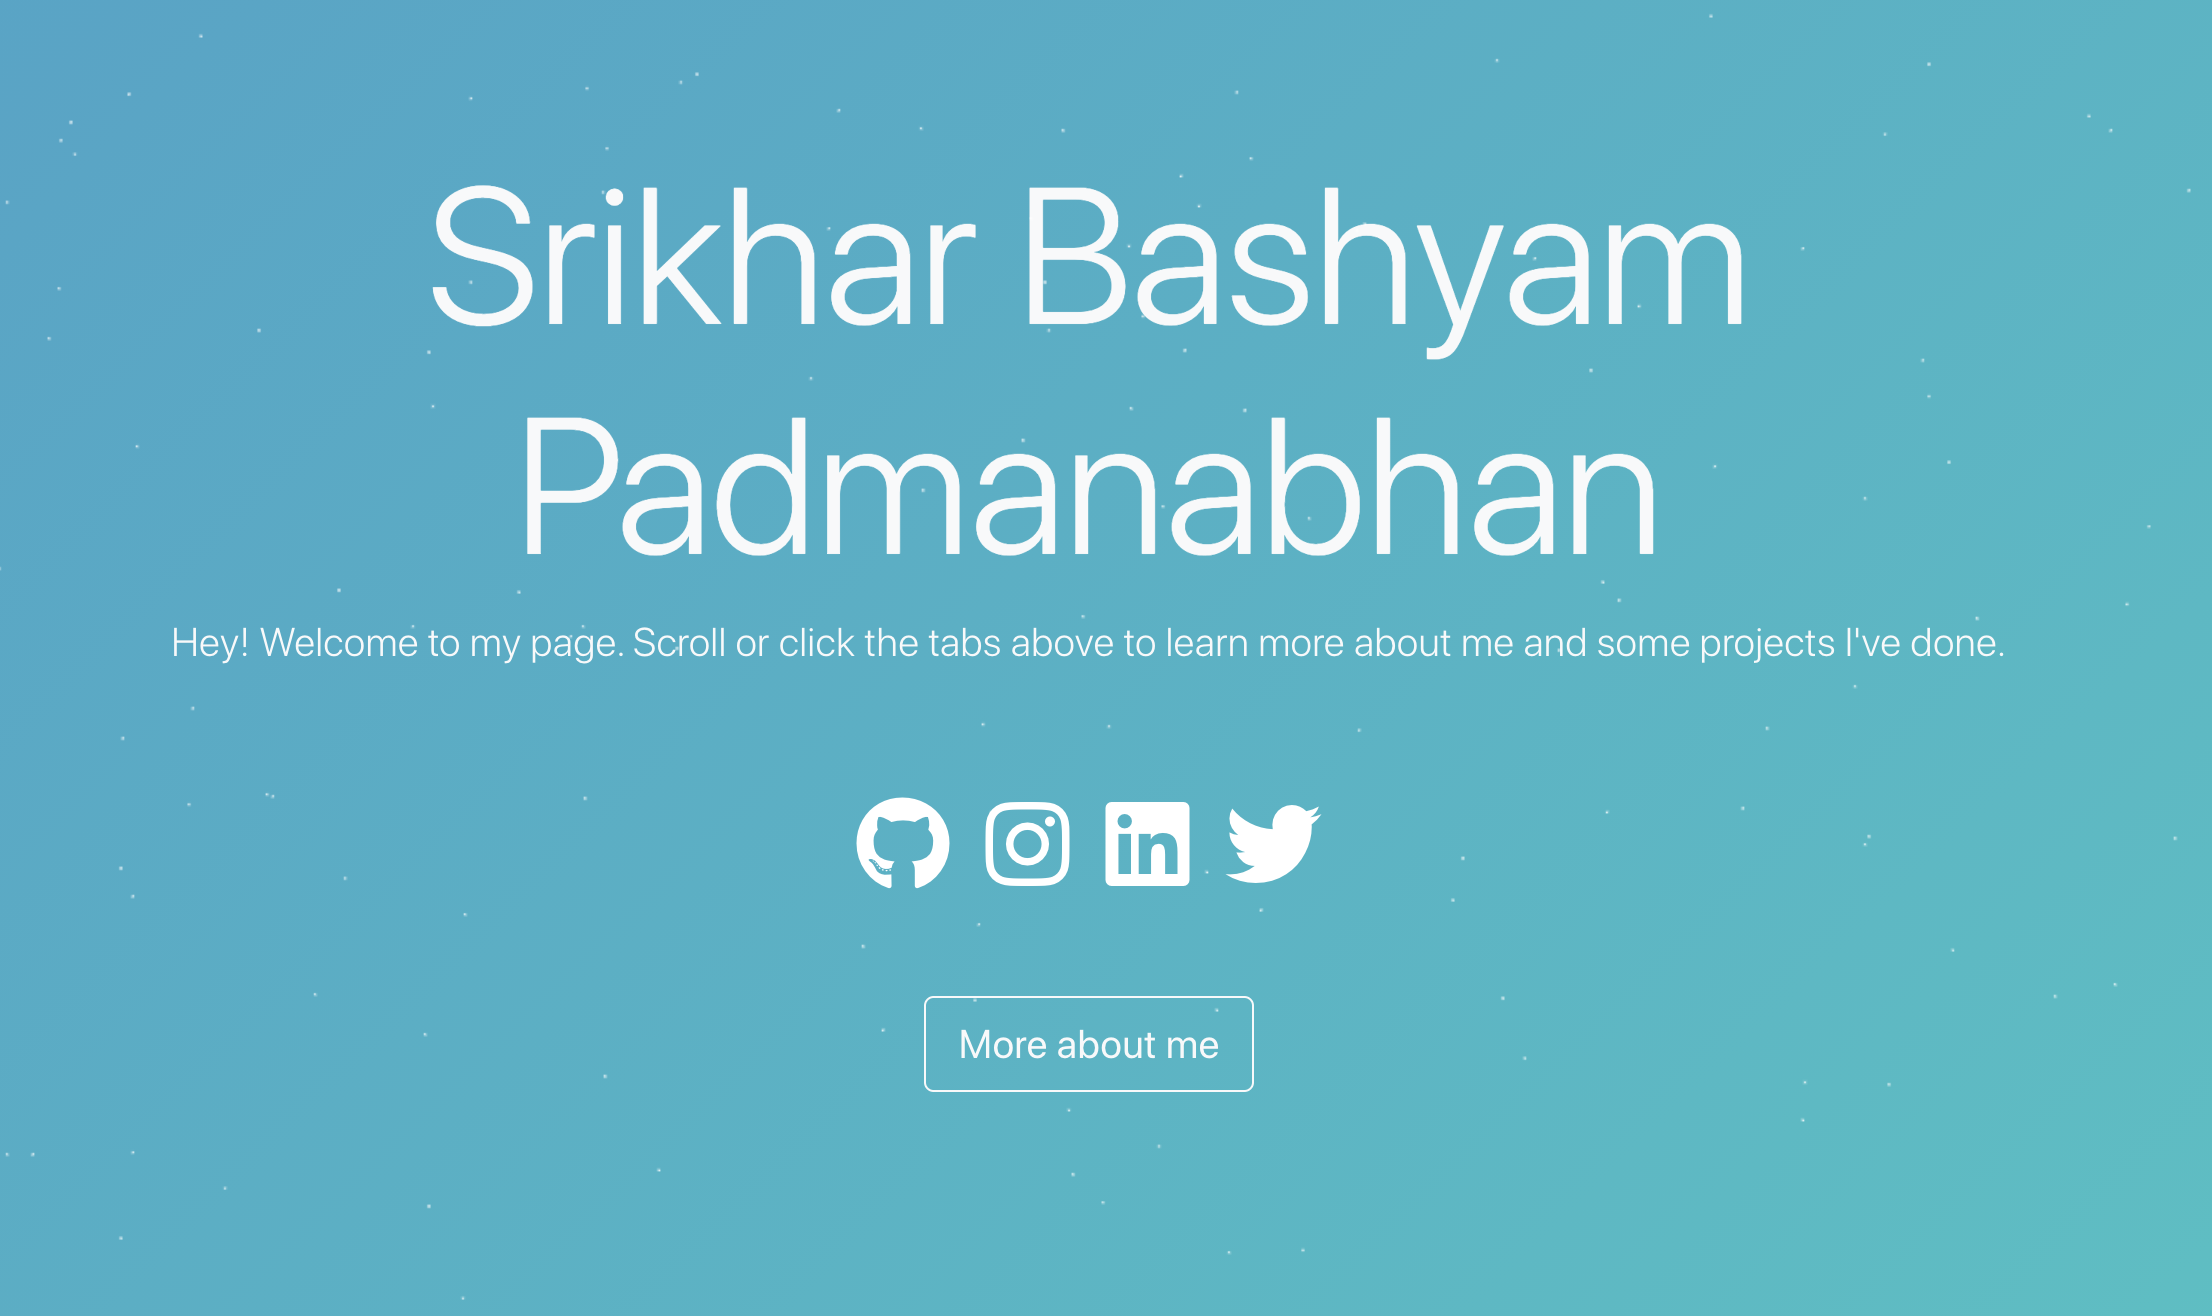 Srikhar Bashyam
Padmanabhan
Hey! Welcome to my page. Scroll or click the tabs above to learn more about me and some projects I've done.
in
More about me